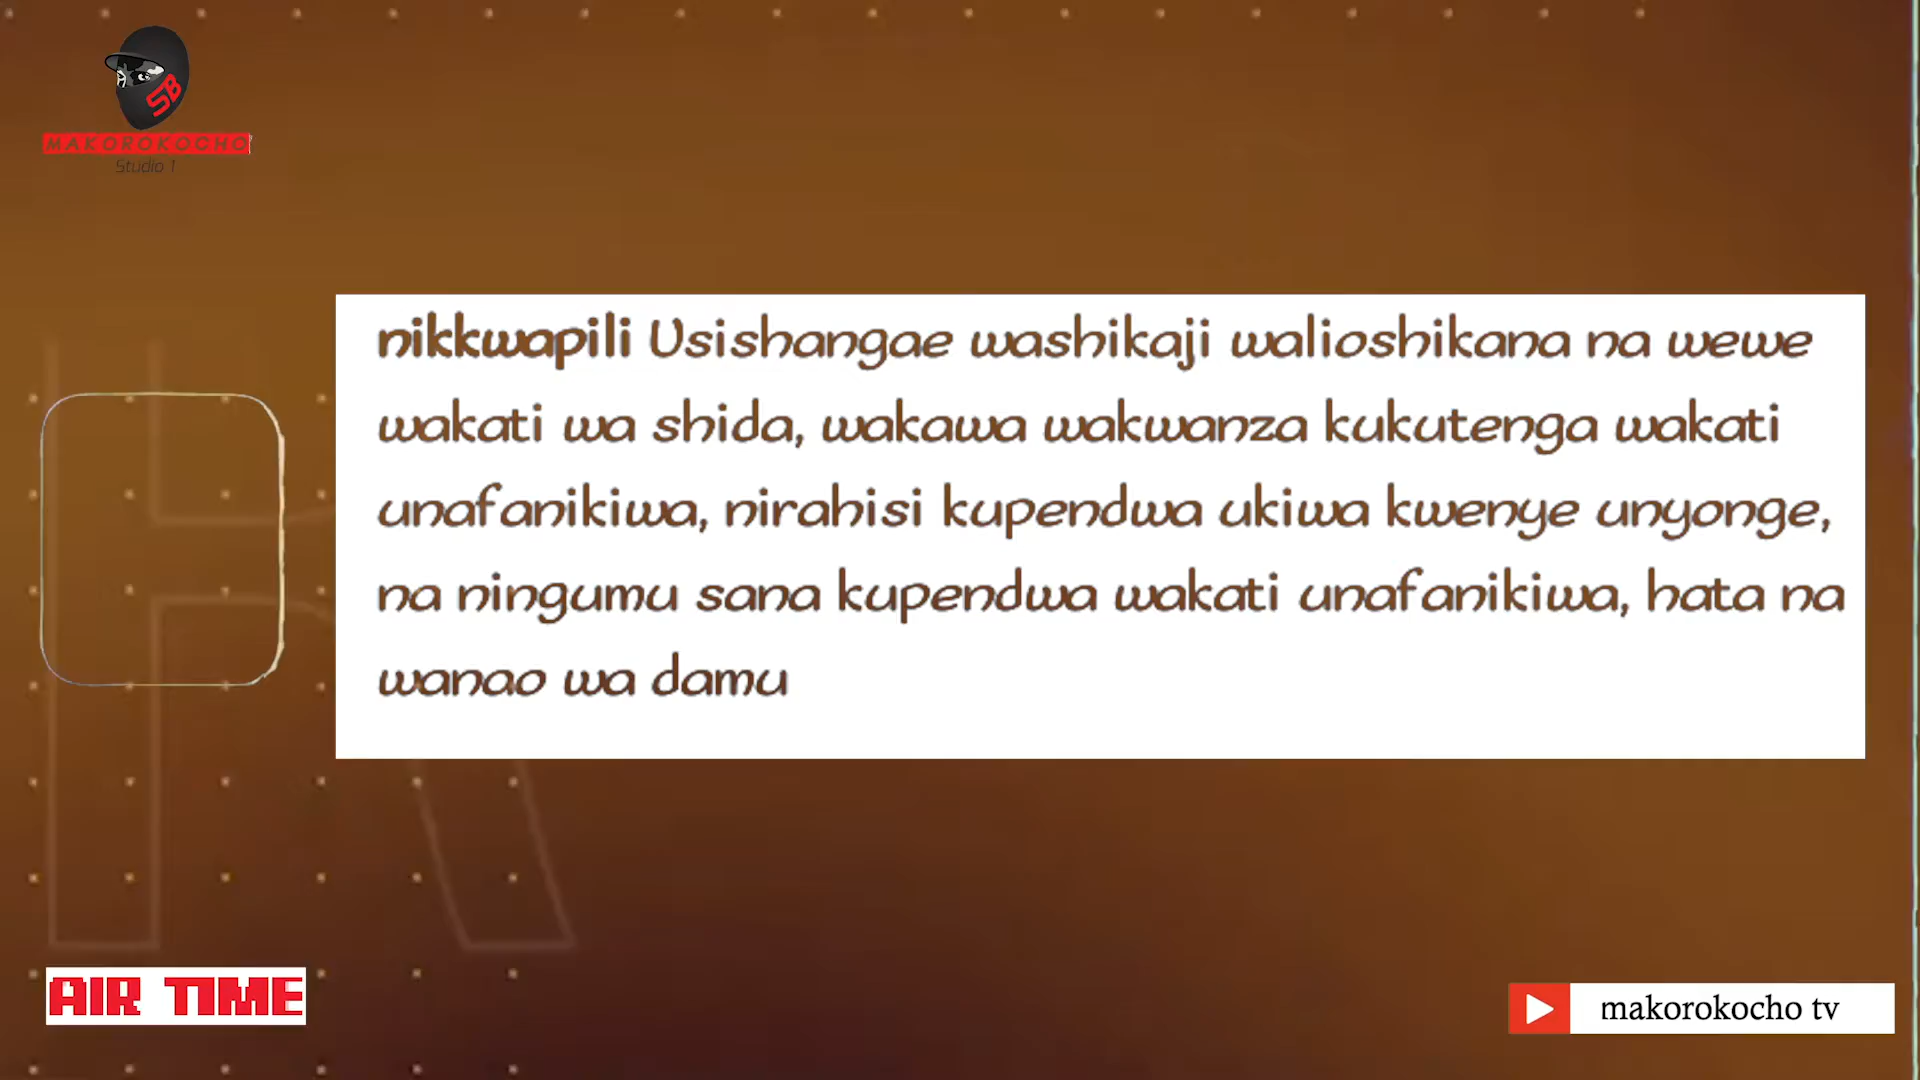 SB
MAKOROKOCHO
Studio 1
nikkwapili Usishangae washikaji walioshikana na wewe
wakati wa shida, wakawa wakwanza kukutenga wakati
unafanikiwa, nirahisi kupendwa ukiwa kwenye unyonge,
na ningumu sana kupendwa wakati unafanikiwa, hata na
wanao wa damu
AIR TIME
makorokocho tv